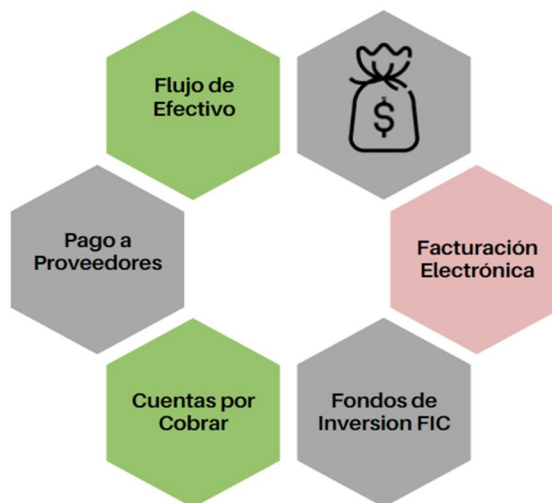 Flujo de
Efectivo
$
Pago a
Proveedores
Facturación
Electrónica
Cuentas por
Cobrar
Fondos de
Inversion FIC